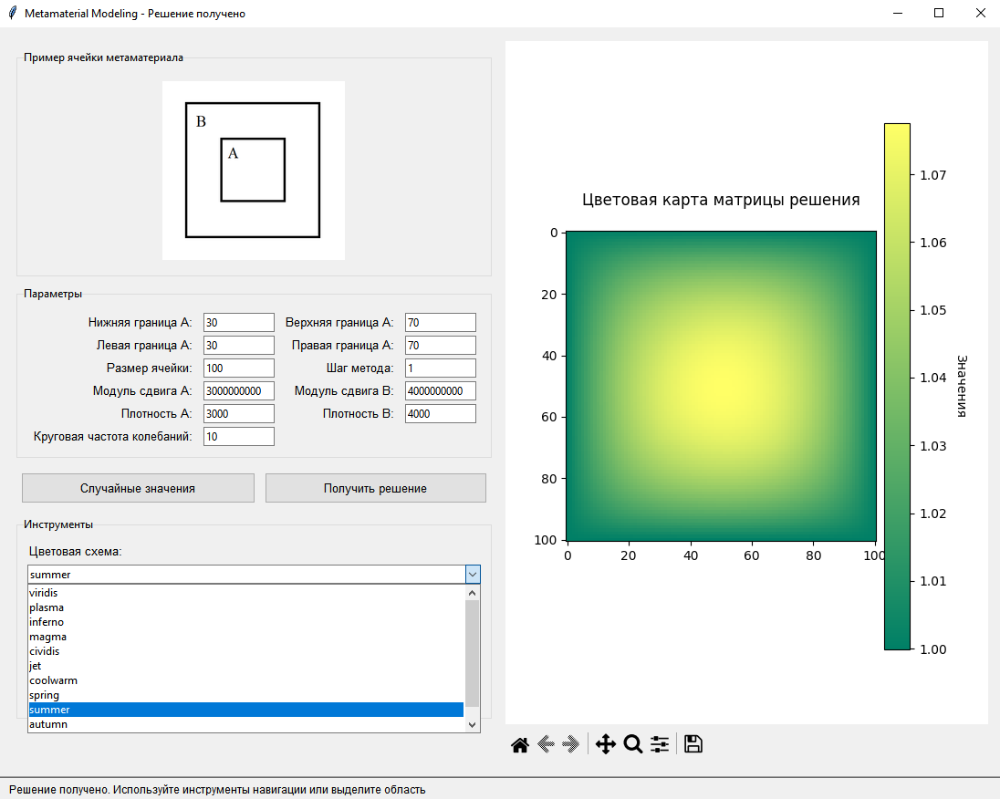 Metamaterial Modeling - Решение получено
Пример ячейки метаматериала
B
A
Параметры
Нижняя граница A: 30 Верхняя граница A: 70
Левая граница A: 30 Правая граница A: 70
Размер ячейки: 100 Шаг метода: 1
Модуль сдвига A: 3000000000 Модуль сдвига B: 4000000000
Плотность A: 3000 Плотность B: 4000
Круговая частота колебаний: 10
Случайные значения Получить решение
Инструменты
Цветовая схема:
summer
viridis
plasma
inferno
magma
cividis
jet
coolwarm
spring
summer
autumn
Цветовая карта матрицы решения
0
20
40
60
80
100
0 20 40 60 80 100
1.07
1.06
1.05
1.04
1.03
1.02
1.01
1.00
Значения
Решение получено. Используйте инструменты навигации или выделите область